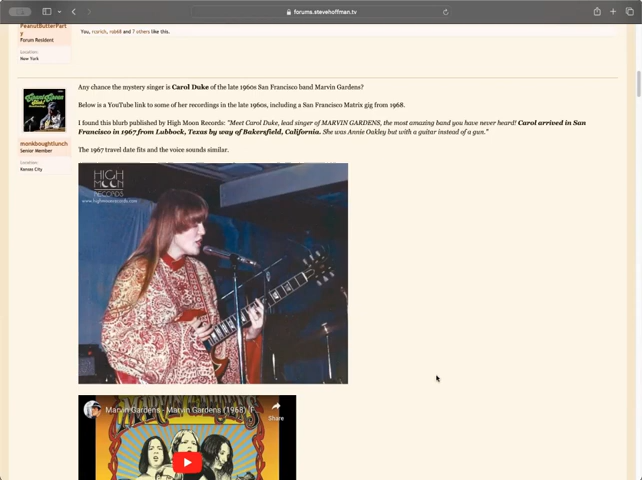 forums.stevehoffman.tv
PeanutButterPart
y
Forum Resident
Location:
New York
You, rcsrich, rob68 and 7 others like this.
Any chance the mystery singer is Carol Duke of the late 1960s San Francisco band Marvin Gardens?
Below is a YouTube link to some of her recordings in the late 1960s, including a San Francisco Matrix gig from 1968.
I found this blurb published by High Moon Records: "Meet Carol Duke, lead singer of MARVIN GARDENS, the most amazing band you have never heard! Carol arrived in San
Francisco in 1967 from Lubbock, Texas by way of Bakersfield, California. She was Annie Oakley but with a guitar instead of a gun."
monkboughtlunch
Senior Member
Location:
Kansas City
The 1967 travel date fits and the voice sounds similar.
HIGH
MOON
RECORDS
www.highmoonrecords.com
Marvin Gardens - Marvin Gardens (1968) [F
Share